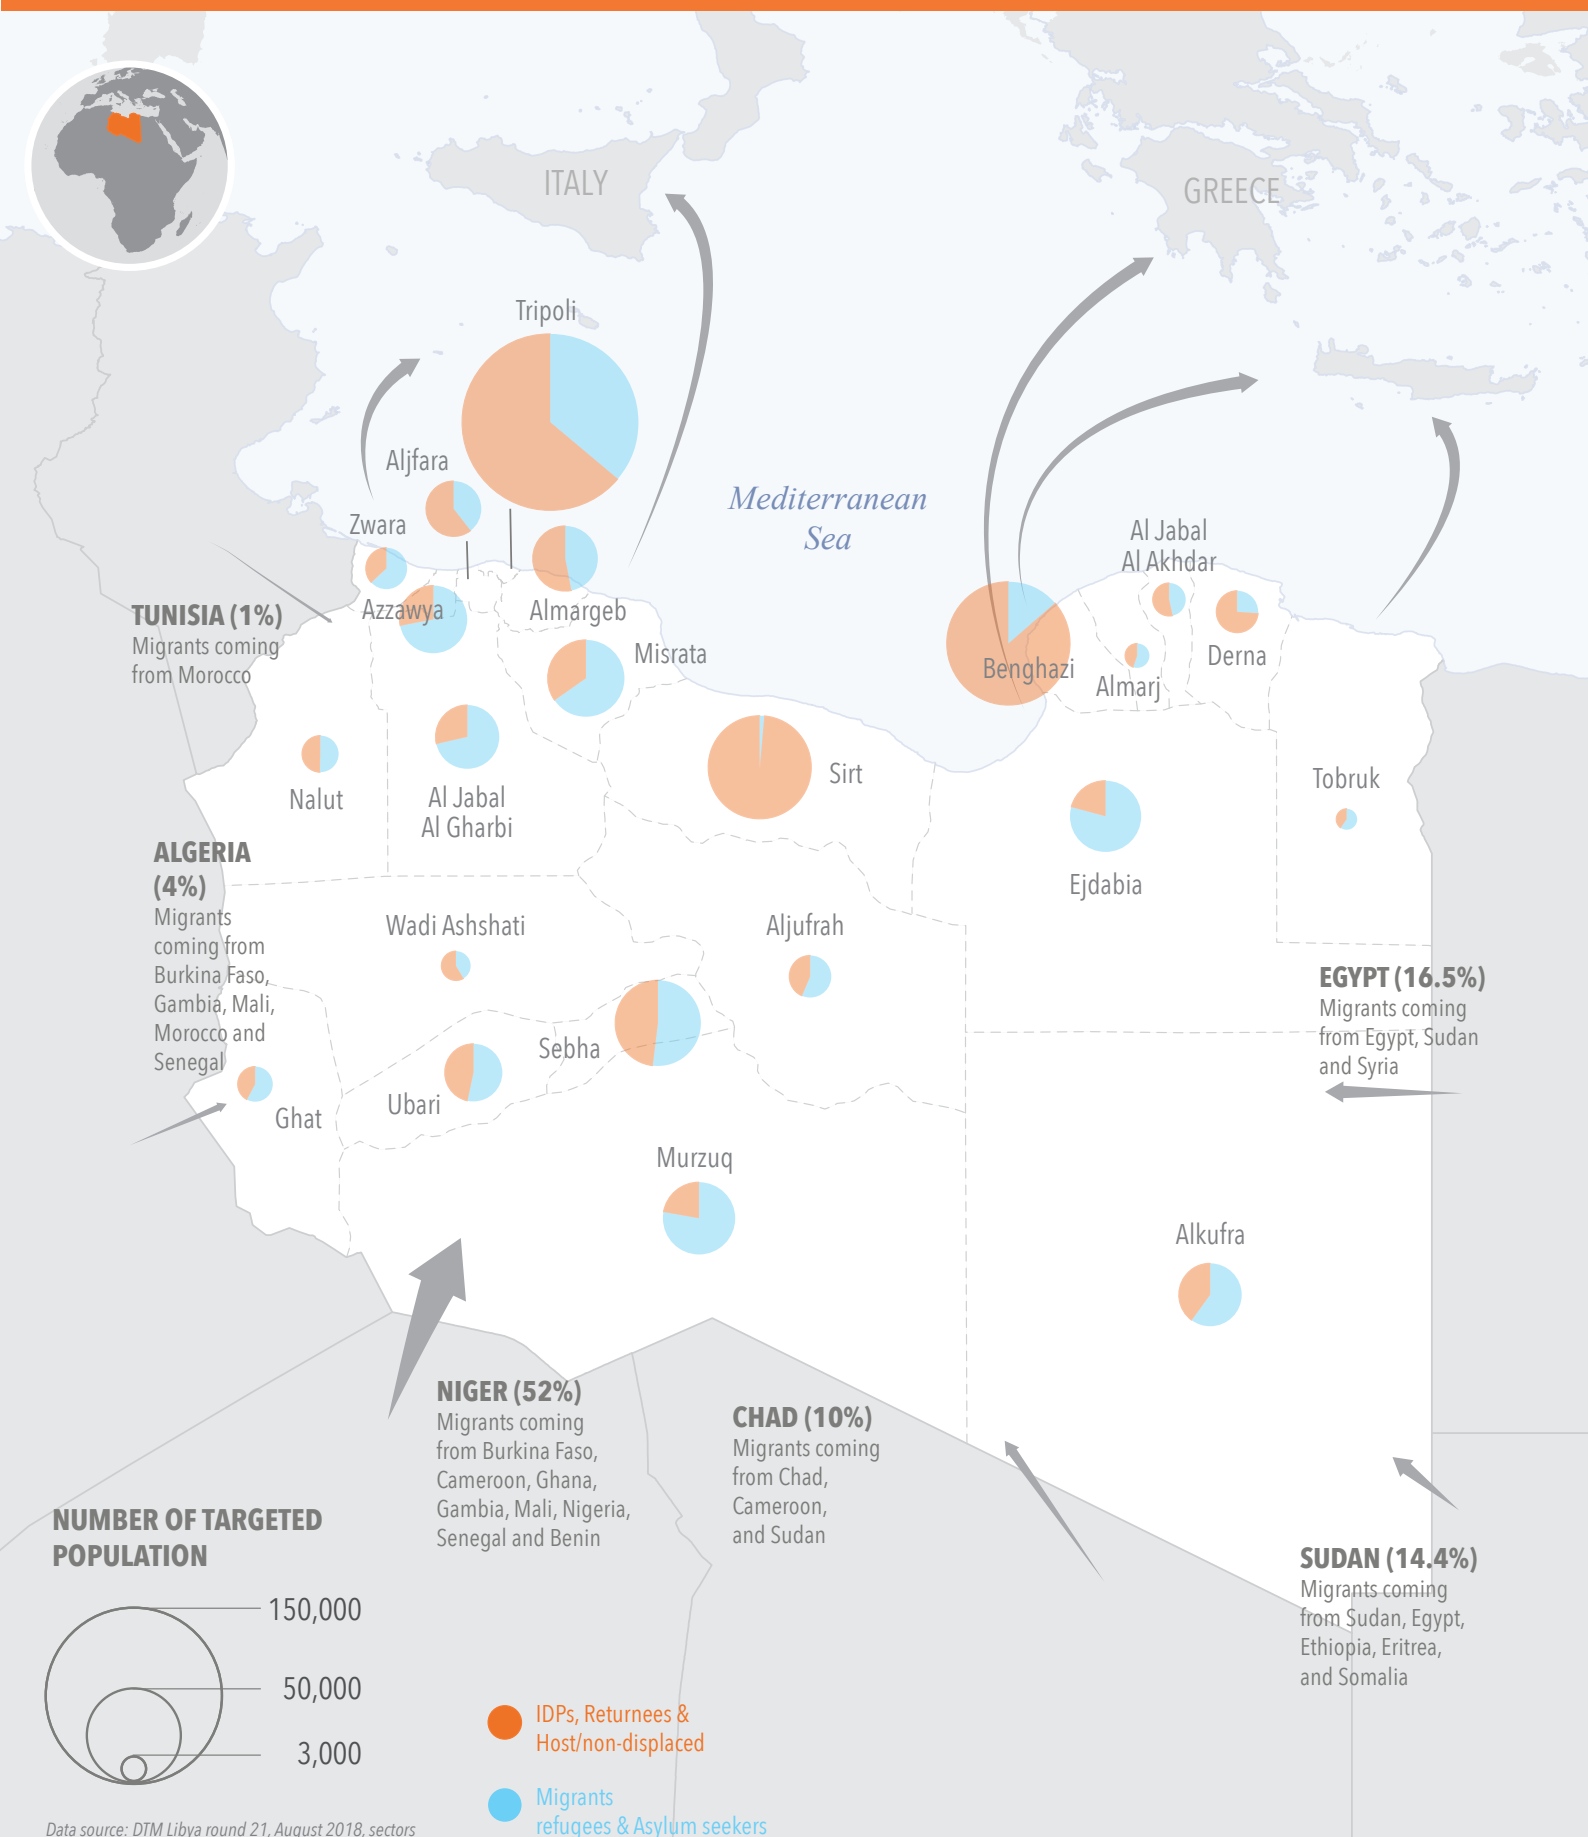 ITALY
GREECE
Tripoli
Aljfara
Zwara
Mediterranean
Sea
Al Jabal
Al Akhdar
TUNISIA (1%)
Migrants coming
from Morocco
Azzawya
Almargeb
Misrata
Benghazi
Almarj
Derna
Nalut
Al Jabal
Al Gharbi
Sirt
Tobruk
Ejdabia
ALGERIA
(4%)
Migrants
coming from
Burkina Faso,
Gambia, Mali,
Morocco and
Senegal
Wadi Ashshati
Aljufrah
EGYPT (16.5%)
Migrants coming
from Egypt, Sudan
and Syria
Sebha
Ubari
Ghat
Murzuq
Alkufra
NIGER (52%)
Migrants coming
from Burkina Faso,
Cameroon, Ghana,
Gambia, Mali, Nigeria,
Senegal and Benin
CHAD (10%)
Migrants coming
from Chad,
Cameroon,
and Sudan
SUDAN (14.4%)
Migrants coming
from Sudan, Egypt,
Ethiopia, Eritrea,
and Somalia
NUMBER OF TARGETED
POPULATION
150,000
50,000
3,000
IDPs, Returnees &
Host/non-displaced
Migrants
refugees & Asylum seekers
Data source: DTM Libya round 21, August 2018, sectors